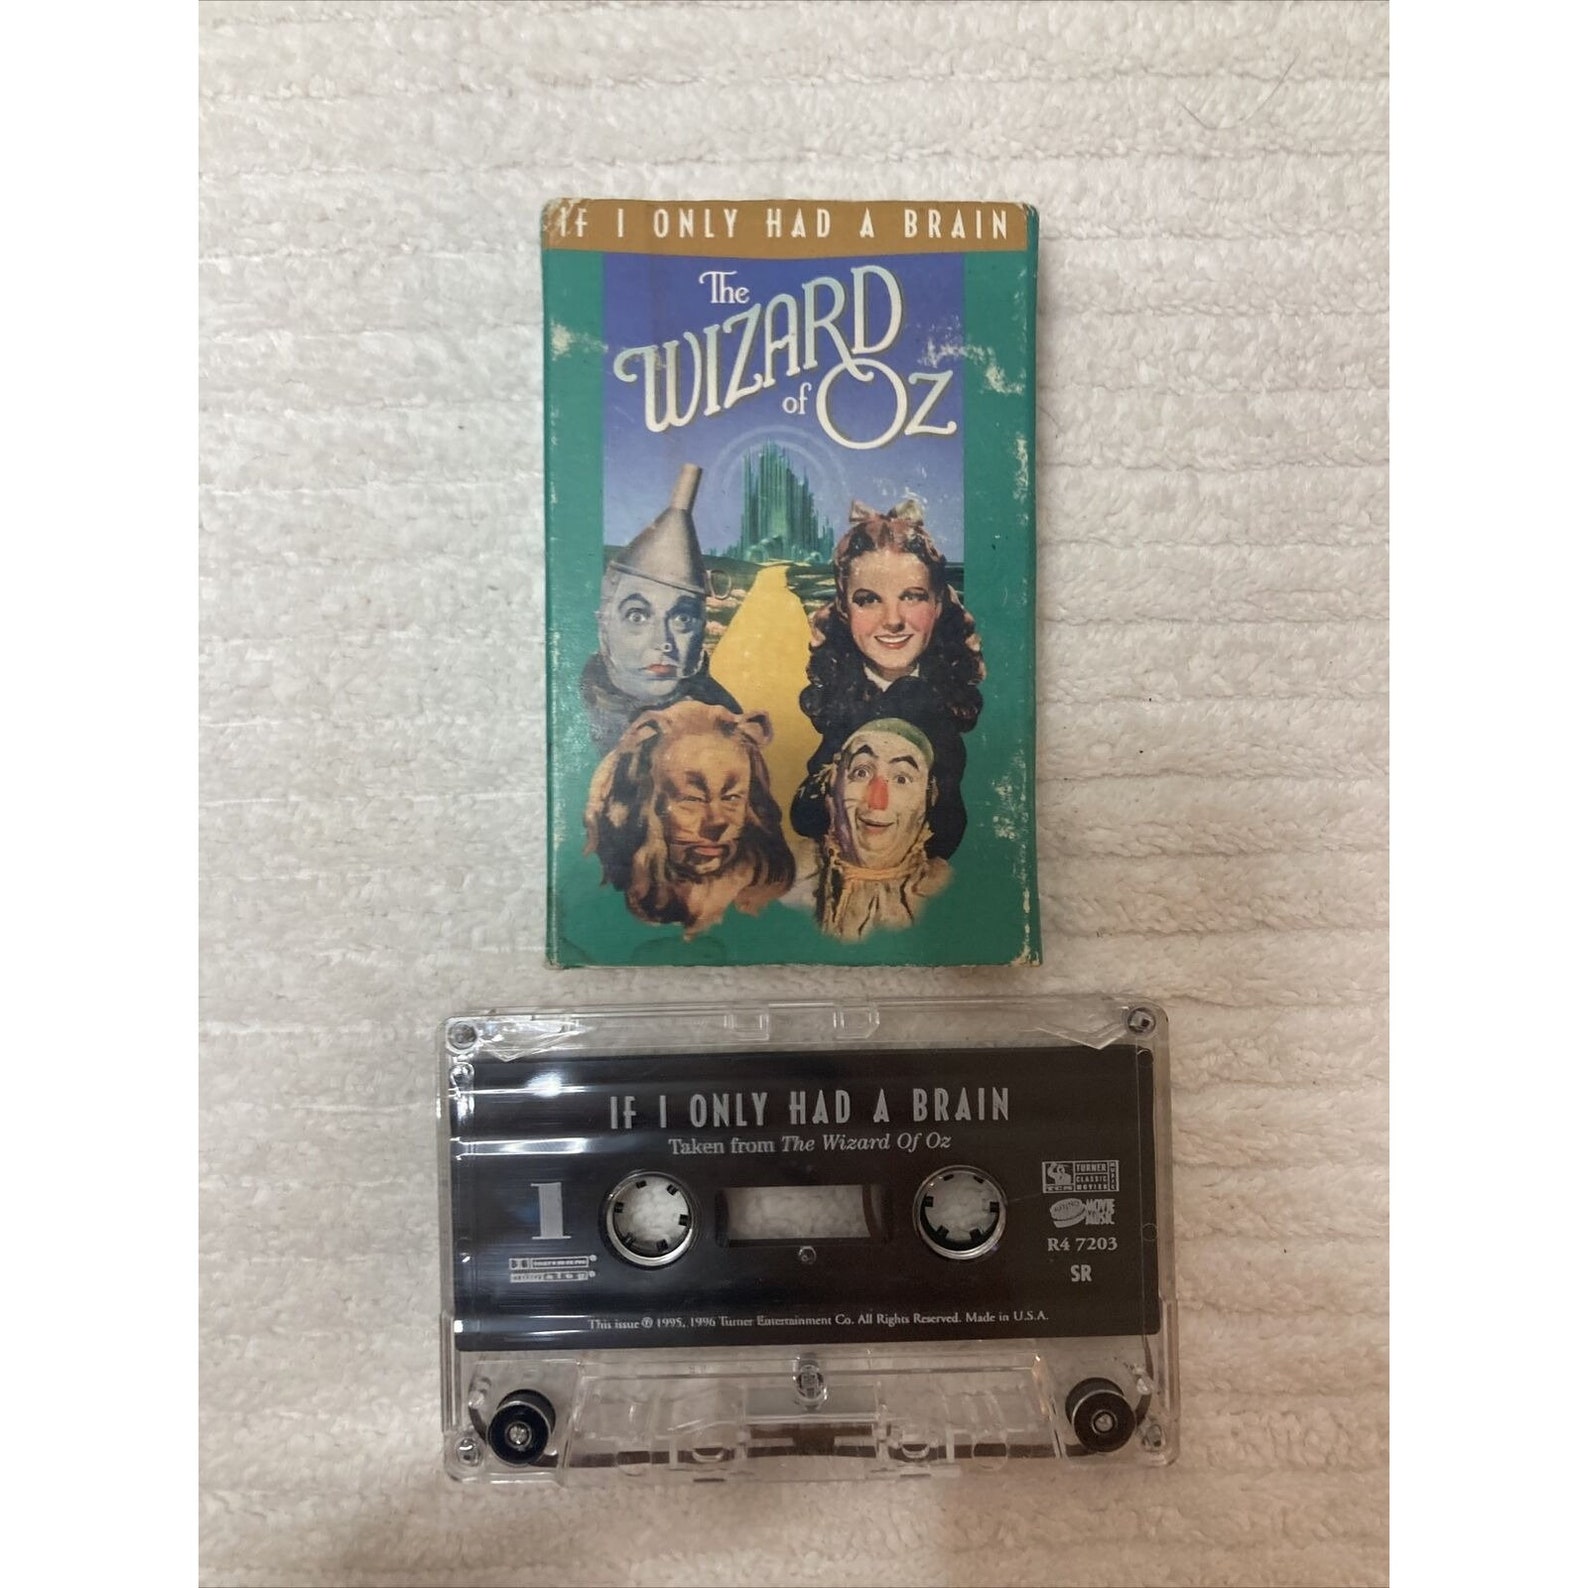 IF I ONLY HAD A BRAIN
The
WIZARD
of OZ
IF I ONLY HAD A BRAIN
Taken from The Wizard Of Oz
1
TCM TURNER CLASSIC MOVIES MUSIC
MOVIE MUSIC
R4 7203
SR
This issue ℗ 1995, 1996 Turner Entertainment Co. All Rights Reserved. Made in U.S.A.